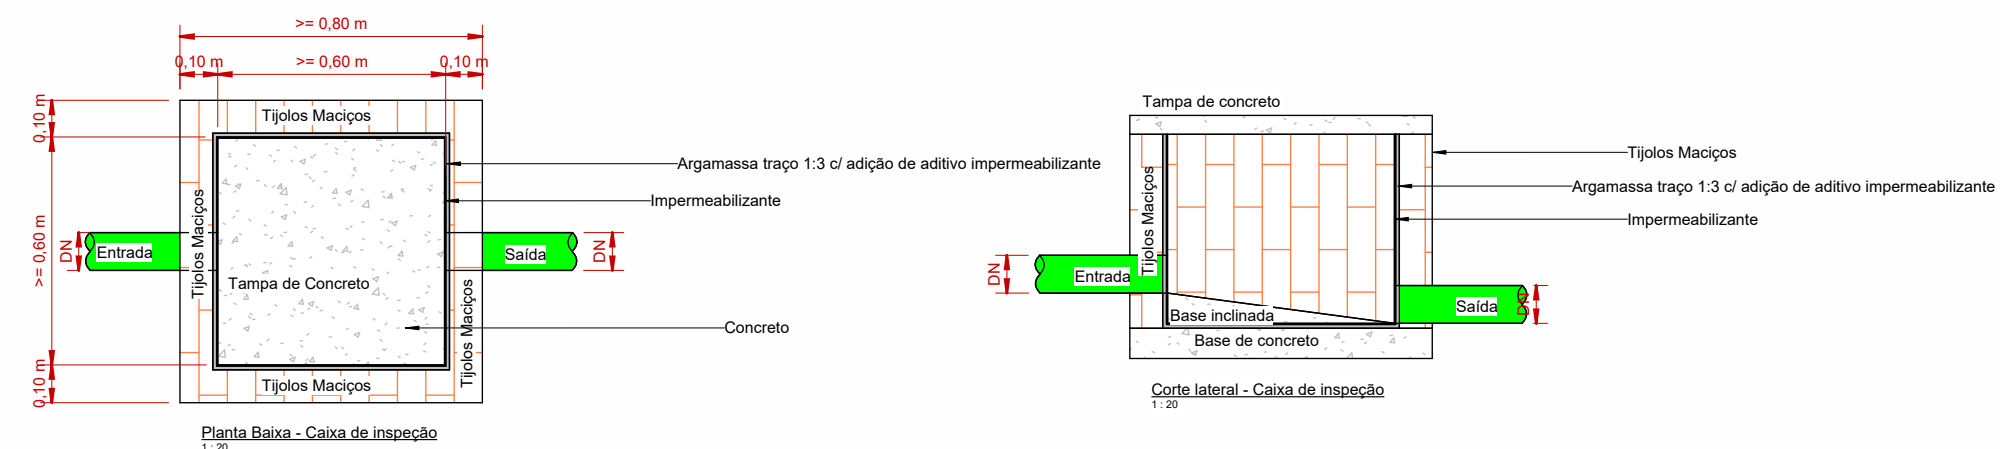 >= 0,80 m
0,10 m
>= 0,60 m
0,10 m
0,10 m
>= 0,60 m
0,10 m
Tijolos Maciços
Tijolos Maciços
Tijolos Maciços
Tijolos Maciços
DN
Entrada
Saída
DN
Tampa de Concreto
Argamassa traço 1:3 c/ adição de aditivo impermeabilizante
Impermeabilizante
Concreto
Planta Baixa - Caixa de inspeção
1 : 20
Tampa de concreto
Tijolos Maciços
Tijolos Maciços
Argamassa traço 1:3 c/ adição de aditivo impermeabilizante
Impermeabilizante
DN
Entrada
Saída
DN
Base inclinada
Base de concreto
Corte lateral - Caixa de inspeção
1 : 20